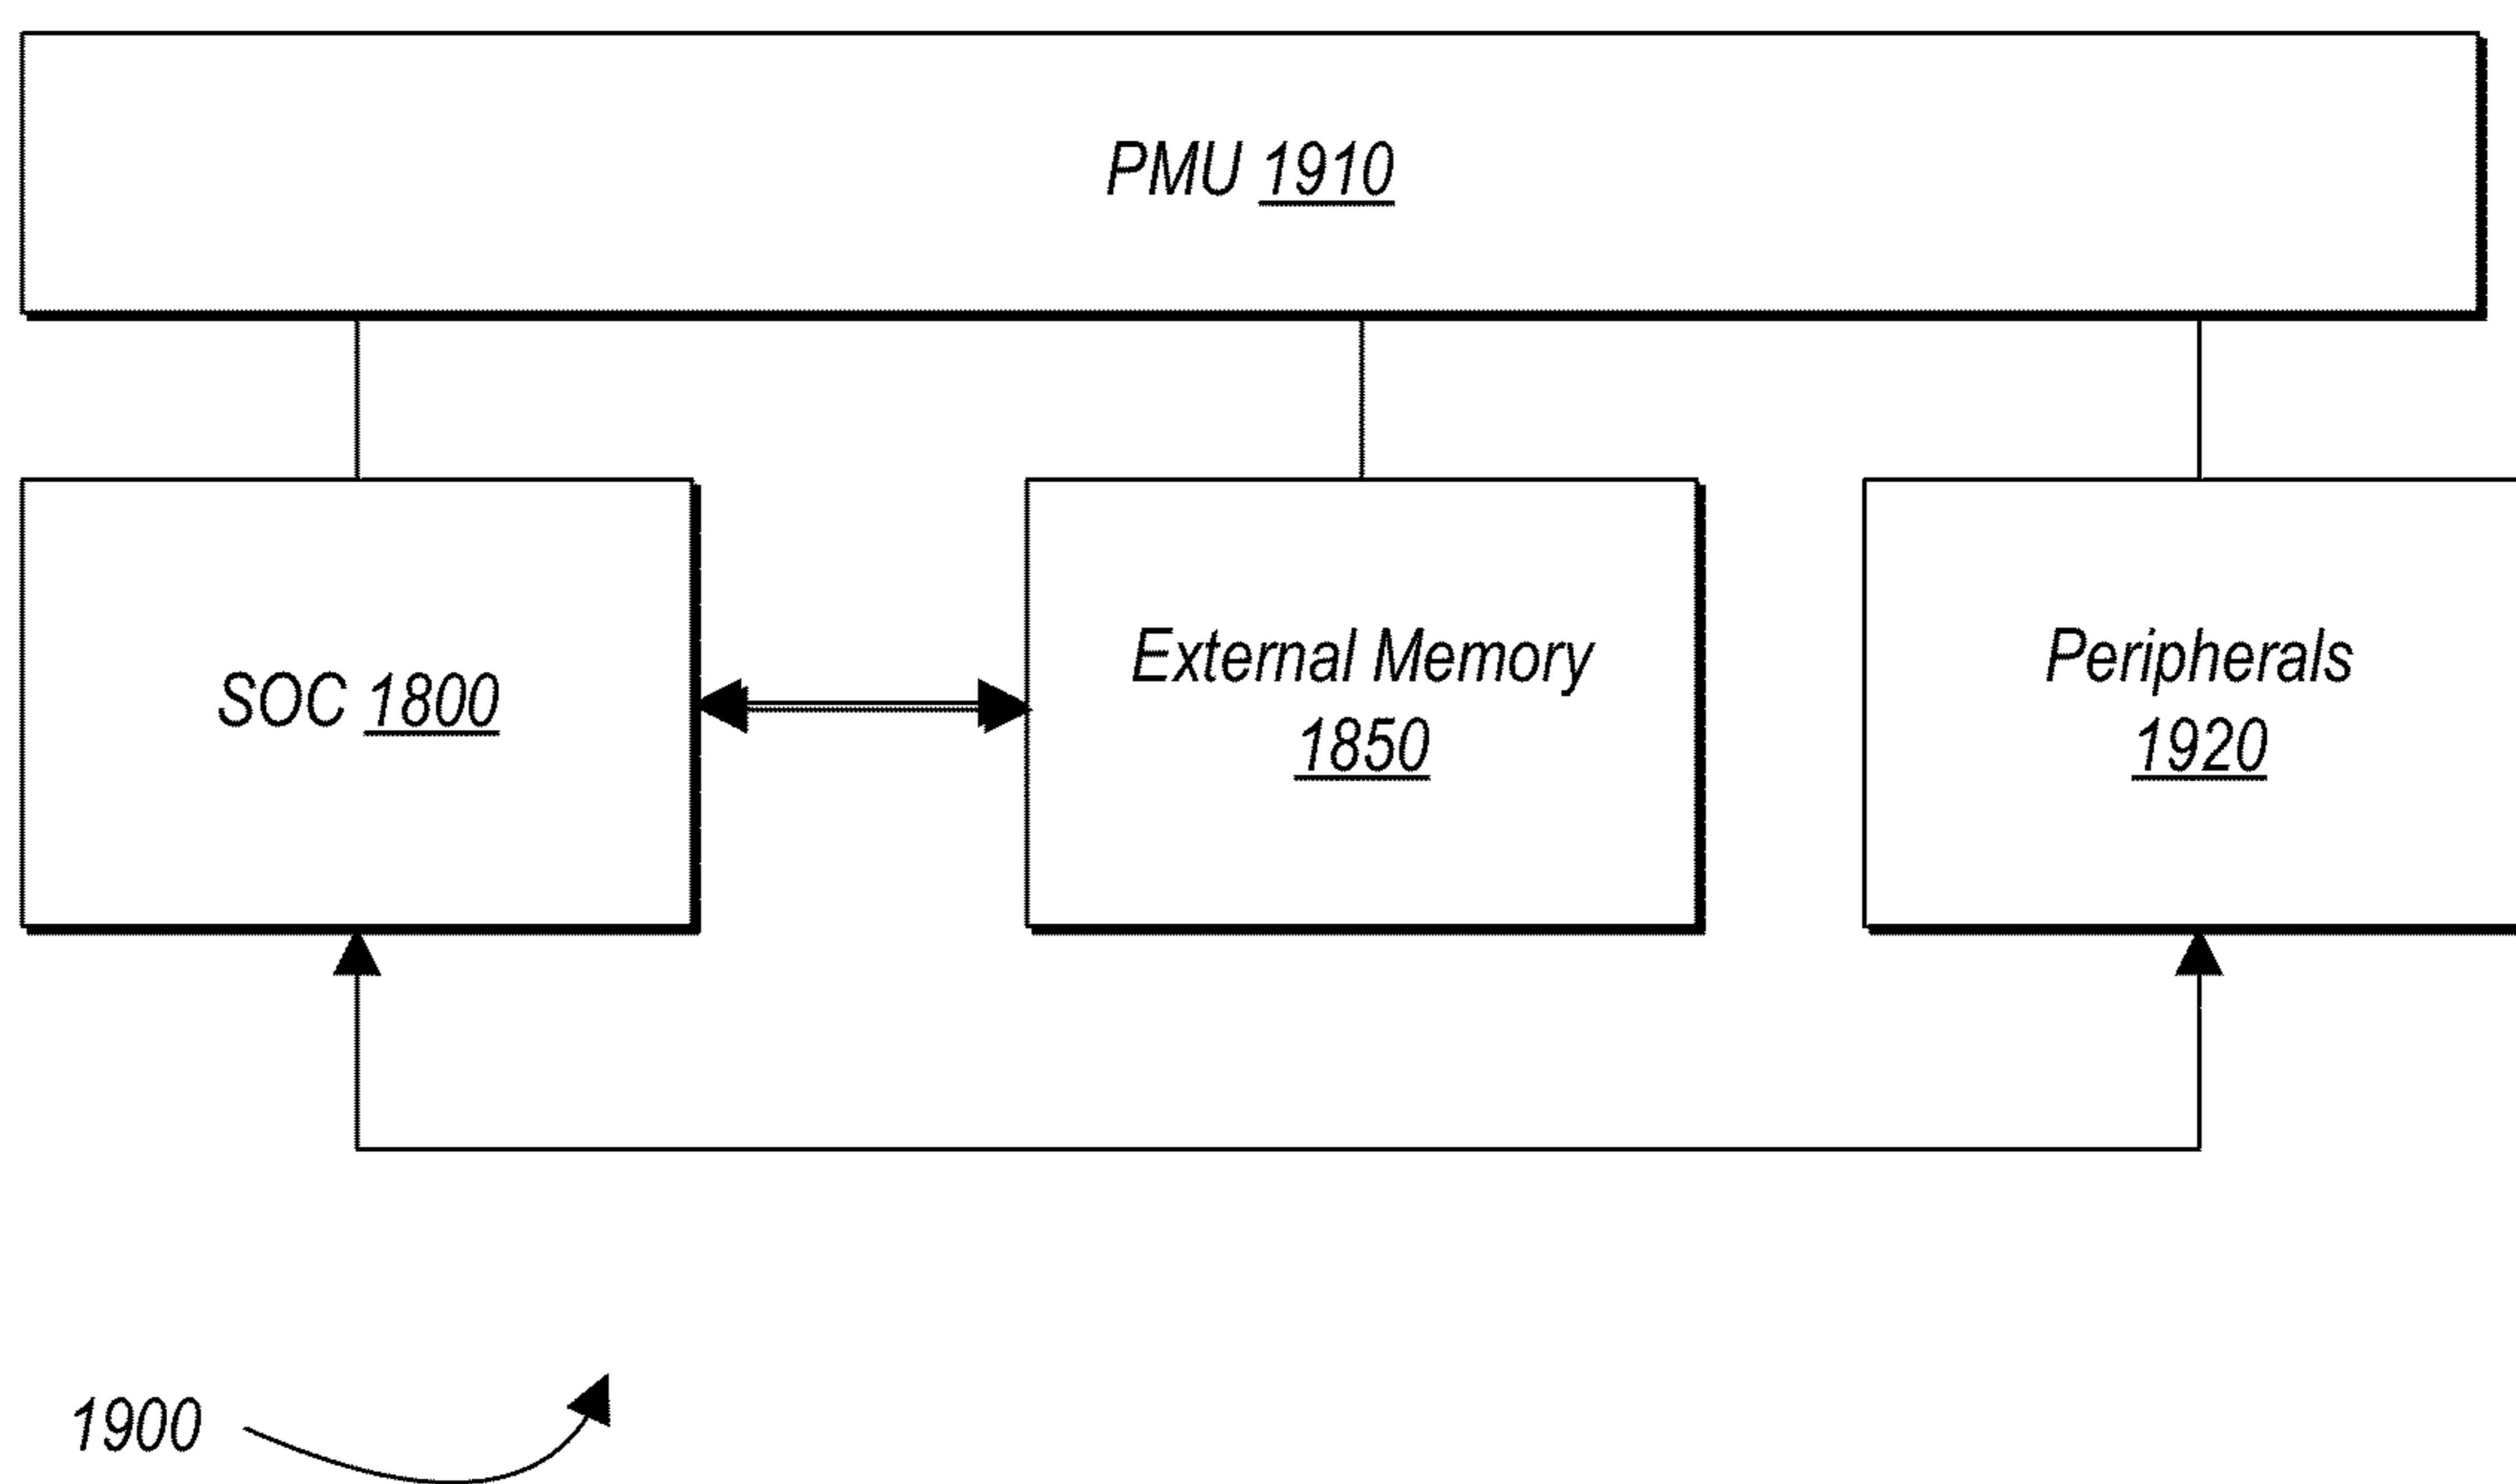 PMU 1910
SOC 1800
External Memory
1850
Peripherals
1920
1900